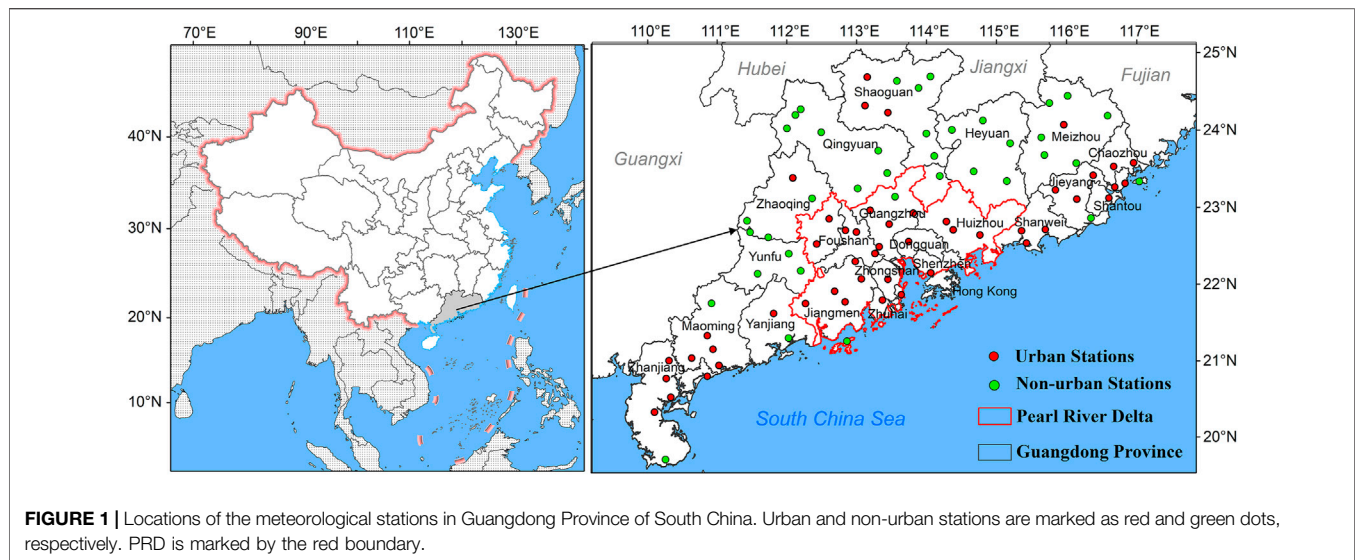 70°E 90°E 110°E 130°E
40°N
30°N
20°N
10°N
110°E 112°E 113°E 114°E 115°E 116°E 117°E
25°N
24°N
23°N
22°N
21°N
20°N
Hubei
Jiangxi
Fujian
Guangxi
Shaoguan
Heyuan
Meizhou
Qingyuan
Chaozhou
Jieyang
Shantou
Zhaoqing
Guangzhou
Huizhou
Shanweit
Foushan
Dongguan
Yunfu
Zhongshan
Shenzhen
Hong Kong
Jiangmen
Zhuhai
Yanjiang
Maoming
Zhanjiang
South China Sea
Urban Stations
Non-urban Stations
Pearl River Delta
Guangdong Province
FIGURE 1 | Locations of the meteorological stations in Guangdong Province of South China. Urban and non-urban stations are marked as red and green dots,
respectively. PRD is marked by the red boundary.